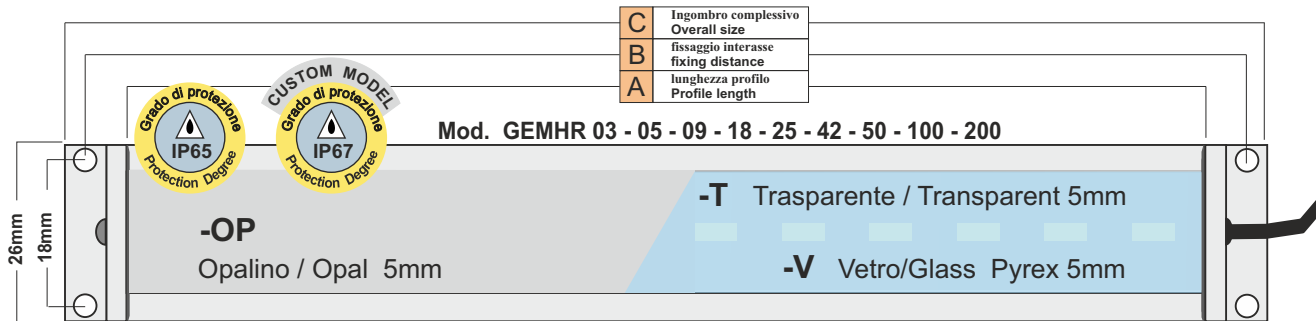 C Ingombro complessivo
Overall size
B fissaggio interasse
fixing distance
A lunghezza profilo
Profile length
CUSTOM MODEL
Grado di protezione
IP65
Protection Degree
Grado di protezione
IP67
Protection Degree
Mod. GEMHR 03 - 05 - 09 - 18 - 25 - 42 - 50 - 100 - 200
26mm
18mm
-OP
Opalino / Opal 5mm
-T Trasparente / Transparent 5mm
-V Vetro/Glass Pyrex 5mm